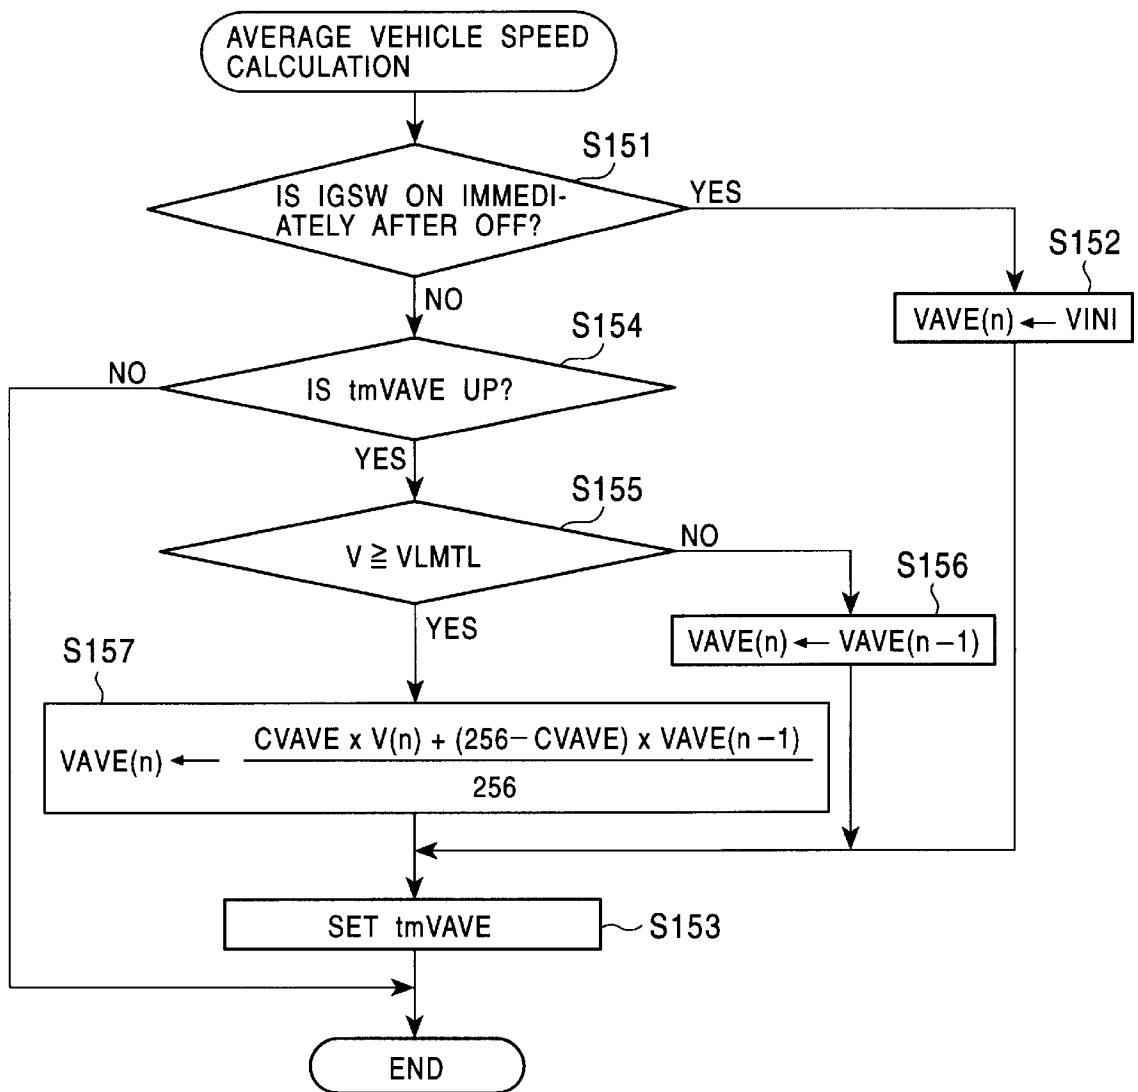 AVERAGE VEHICLE SPEED
CALCULATION
S151
IS IGSW ON IMMEDI-
ATELY AFTER OFF?
YES
S152
NO
VAVE(n) ← VINI
S154
NO
IS tmVAVE UP?
YES
S155
V ≧ VLMTL
NO
S156
YES
VAVE(n) ← VAVE(n−1)
S157
CVAVE x V(n) + (256−CVAVE) x VAVE(n−1)
VAVE(n) ←
256
SET tmVAVE
S153
END